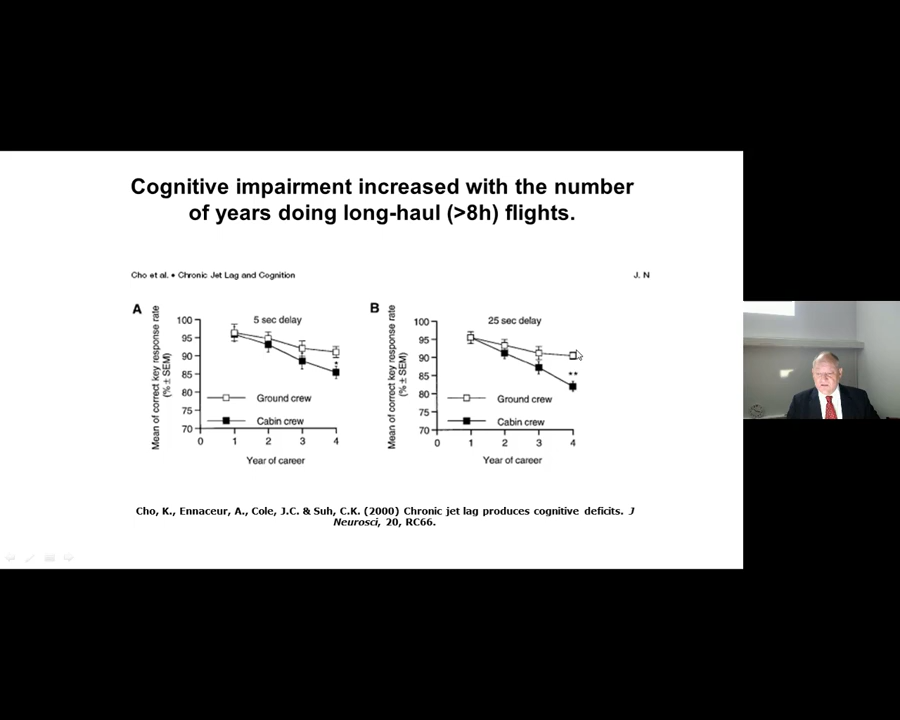 Cognitive impairment increased with the number
of years doing long-haul (>8h) flights.
Cho et al. • Chronic Jet Lag and Cognition
J. N
A
5 sec delay
Mean of correct key response rate
(% ± SEM)
100
95
90
85
80
75
70
*
Ground crew
Cabin crew
0 1 2 3 4
Year of career
B
25 sec delay
Mean of correct key response rate
(% ± SEM)
100
95
90
85
80
75
70
**
Ground crew
Cabin crew
0 1 2 3 4
Year of career
Cho, K., Ennaceur, A., Cole, J.C. & Suh, C.K. (2000) Chronic jet lag produces cognitive deficits. J
Neurosci, 20, RC66.